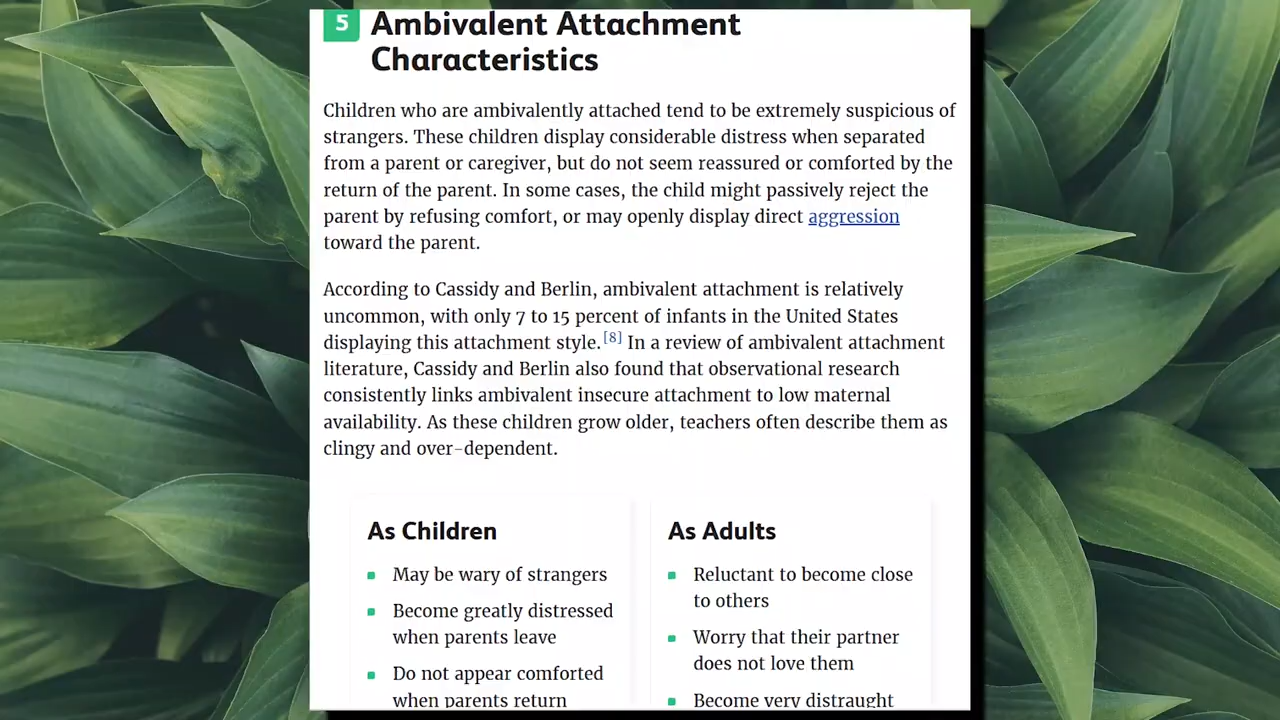 5 Ambivalent Attachment
Characteristics
Children who are ambivalently attached tend to be extremely suspicious of
strangers. These children display considerable distress when separated
from a parent or caregiver, but do not seem reassured or comforted by the
return of the parent. In some cases, the child might passively reject the
parent by refusing comfort, or may openly display direct aggression
toward the parent.
According to Cassidy and Berlin, ambivalent attachment is relatively
uncommon, with only 7 to 15 percent of infants in the United States
displaying this attachment style.[8] In a review of ambivalent attachment
literature, Cassidy and Berlin also found that observational research
consistently links ambivalent insecure attachment to low maternal
availability. As these children grow older, teachers often describe them as
clingy and over-dependent.
As Children
May be wary of strangers
Become greatly distressed
when parents leave
Do not appear comforted
when parents return
As Adults
Reluctant to become close
to others
Worry that their partner
does not love them
Become very distraught